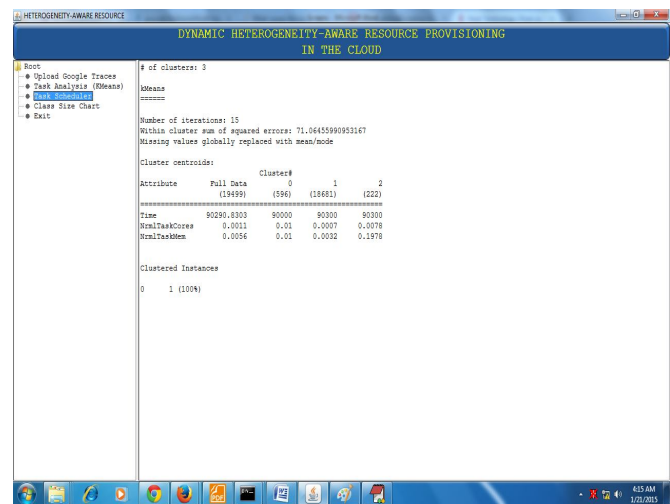 HETEROGENEITY-AWARE RESOURCE
DYNAMIC HETEROGENEITY-AWARE RESOURCE PROVISIONING
IN THE CLOUD
Root
Upload Google Traces
Task Analysis (KMeans)
Task Scheduler
Class Size Chart
Exit
# of clusters: 3
kMeans
======
Number of iterations: 15
Within cluster sum of squared errors: 71.06455990953167
Missing values globally replaced with mean/mode
Cluster centroids:
Cluster#
Attribute Full Data 0 1 2
(19499) (596) (18681) (222)
Time 90290.8303 90000 90300 90300
NrmlTaskCores 0.0011 0.01 0.0007 0.0078
NrmlTaskMem 0.0056 0.01 0.0032 0.1978
Clustered Instances
0 1 (100%)
PDF
4:15 AM
1/21/2015